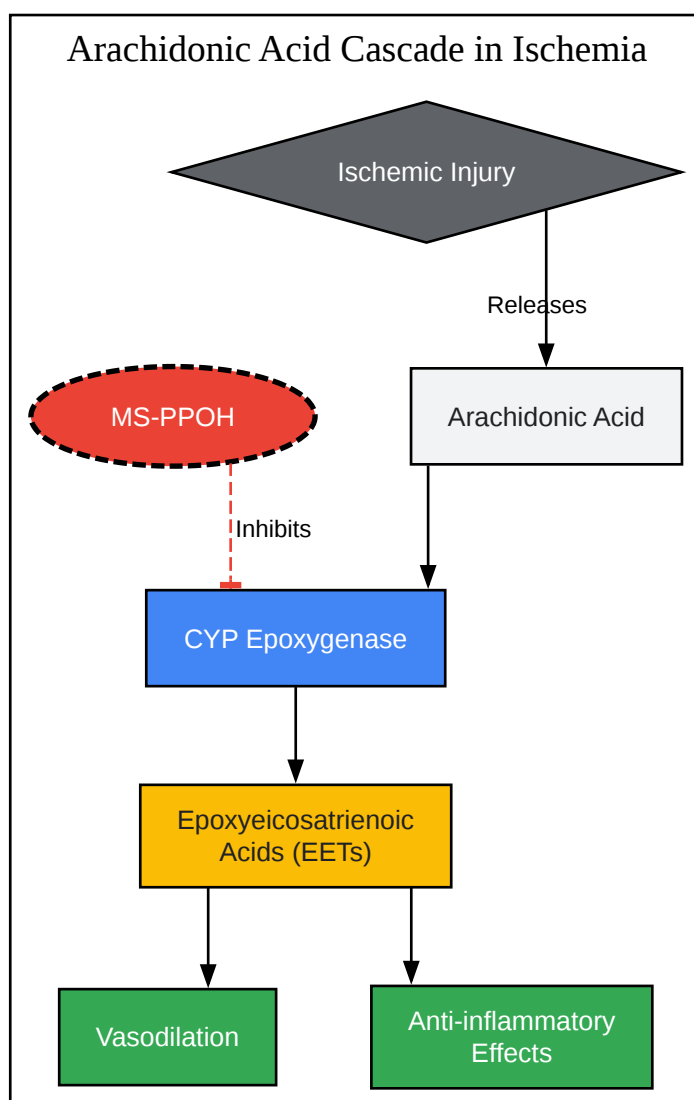 Arachidonic Acid Cascade in Ischemia
Ischemic Injury
Releases
MS-PPOH
Arachidonic Acid
Inhibits
CYP Epoxygenase
Epoxyeicosatrienoic
Acids (EETs)
Vasodilation
Anti-inflammatory
Effects